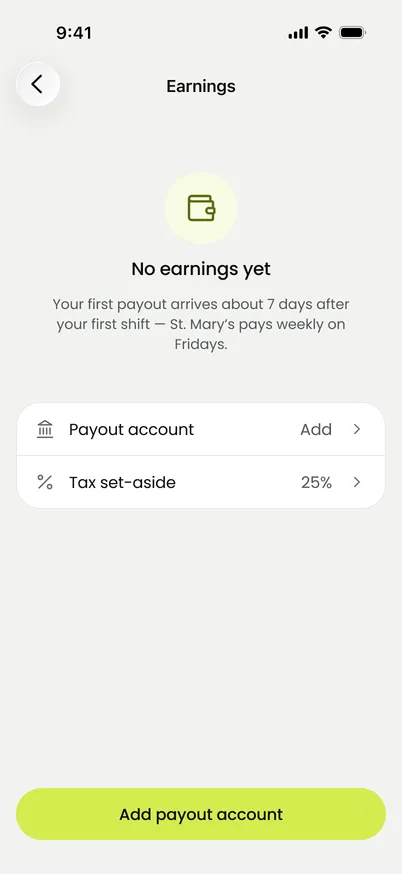 9:41
Earnings
No earnings yet
Your first payout arrives about 7 days after
your first shift — St. Mary’s pays weekly on
Fridays.
Payout account Add
Tax set-aside 25%
Add payout account